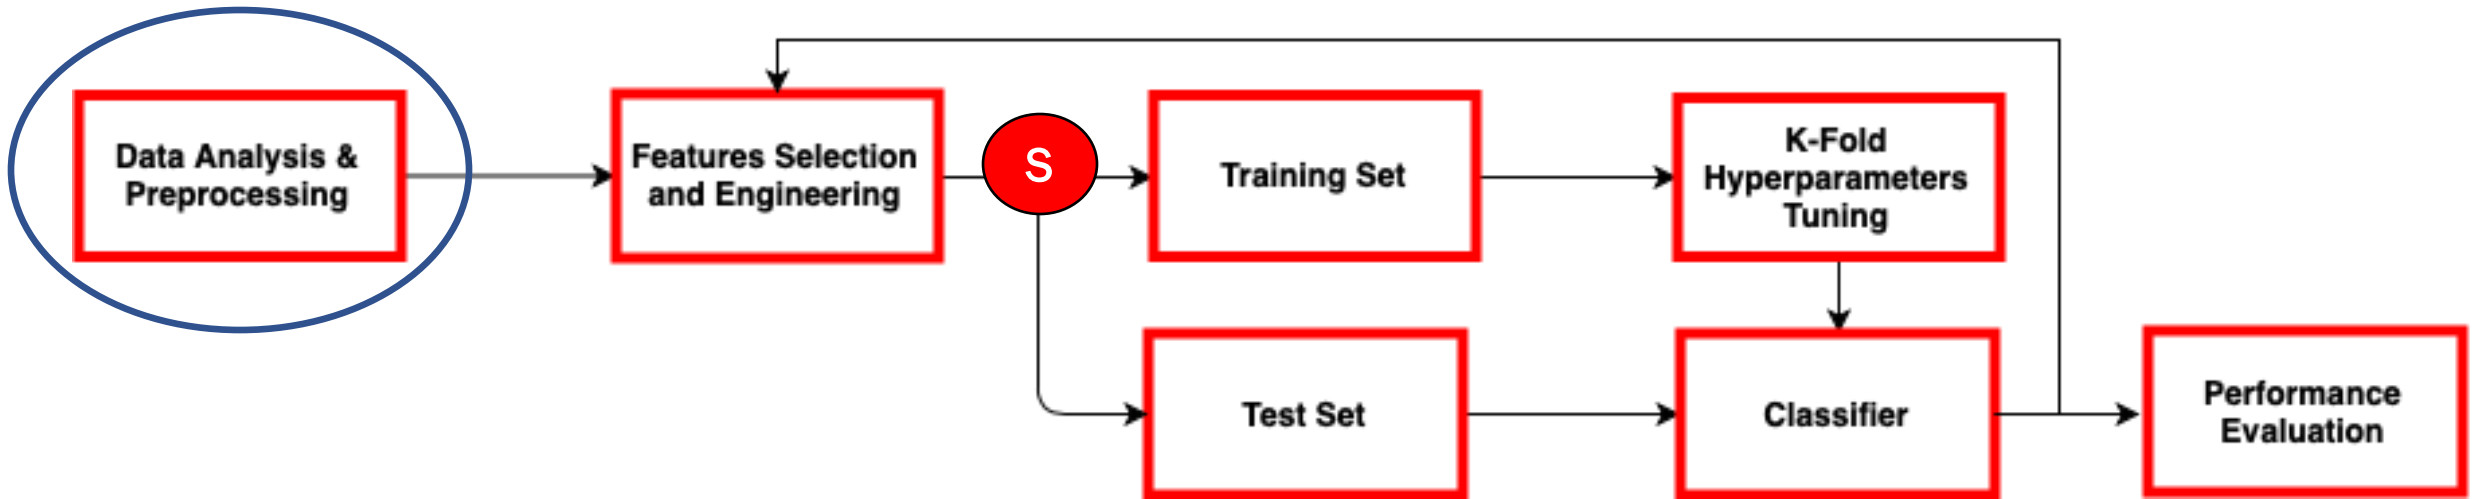 Data Analysis &
Preprocessing
Features Selection
and Engineering
S
Training Set
K-Fold
Hyperparameters
Tuning
Test Set
Classifier
Performance
Evaluation